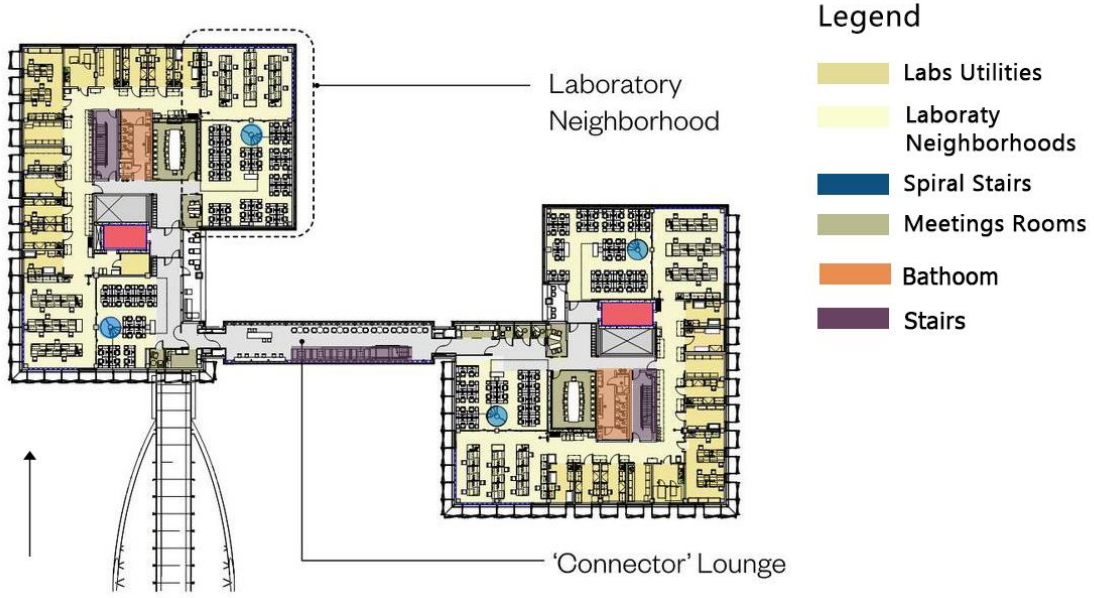 Legend
Labs Utilities
Laboraty
Neighborhoods
Spiral Stairs
Meetings Rooms
Bathoom
Stairs
Laboratory
Neighborhood
'Connector' Lounge